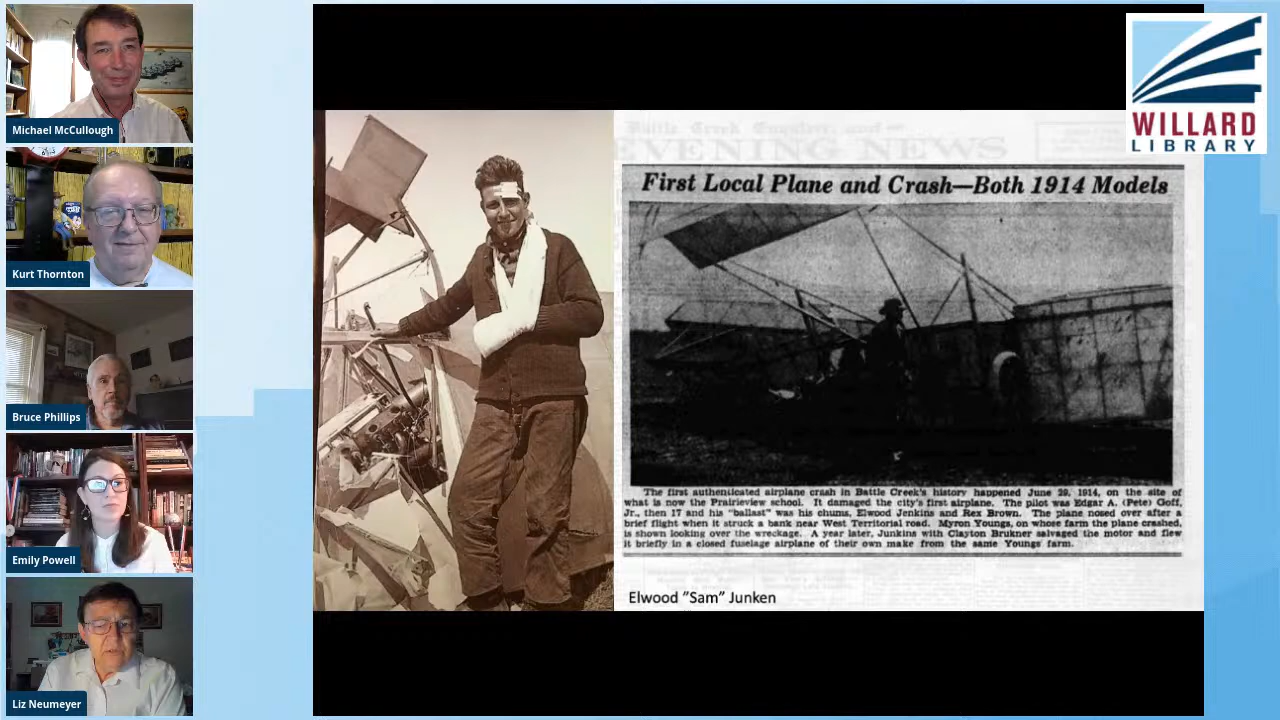 Michael McCullough
Kurt Thornton
Bruce Phillips
Emily Powell
Liz Neumeyer
WILLARD
LIBRARY
Battle Creek Enquirer, and
EVENING NEWS
First Local Plane and Crash—Both 1914 Models
The first authenticated airplane crash in Battle Creek's history happened June 29, 1914, on the site of
what is now the Prairieview school. It damaged the city's first airplane. The pilot was Edgar A. (Pete) Goff,
Jr., then 17 and his "ballast" was his chums, Elwood Jenkins and Rex Brown. The plane nosed over after a
brief flight when it struck a bank near West Territorial road. Myron Youngs, on whose farm the plane crashed,
is shown looking over the wreckage. A year later, Junkins with Clayton Brukner salvaged the motor and flew
it briefly in a closed fuselage airplane of their own make from the same Youngs' farm.
Elwood "Sam" Junken